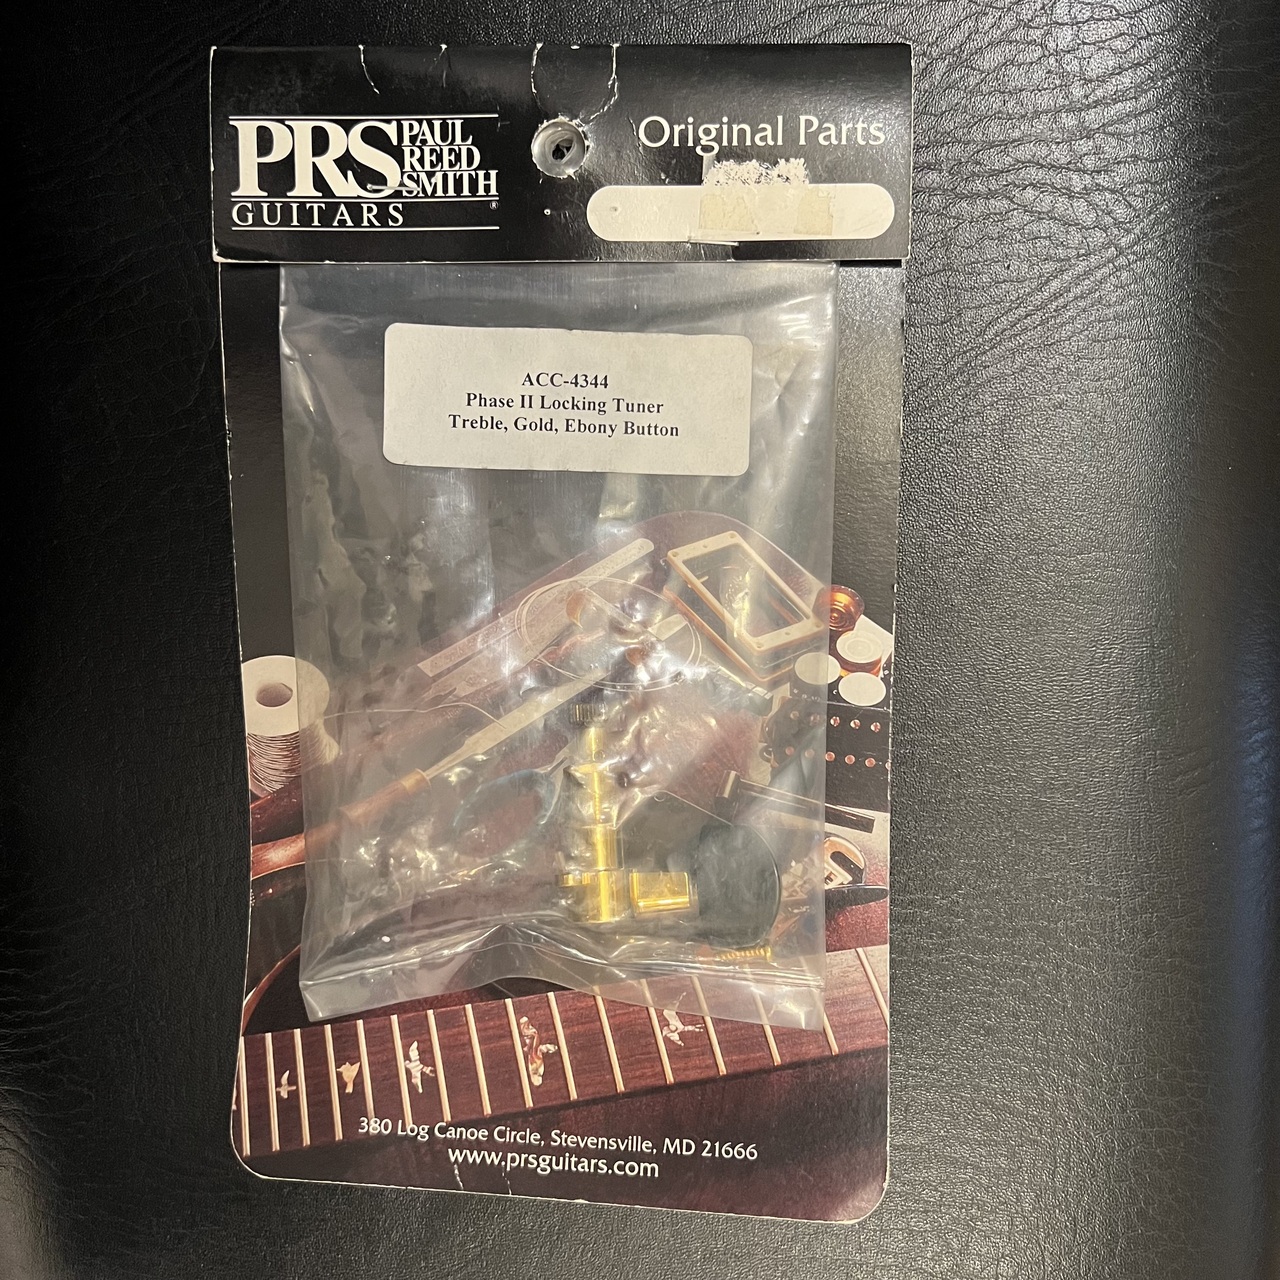 PRS PAUL REED SMITH
GUITARS ®
Original Parts
ACC-4344
Phase II Locking Tuner
Treble, Gold, Ebony Button
380 Log Canoe Circle, Stevensville, MD 21666
www.prsguitars.com